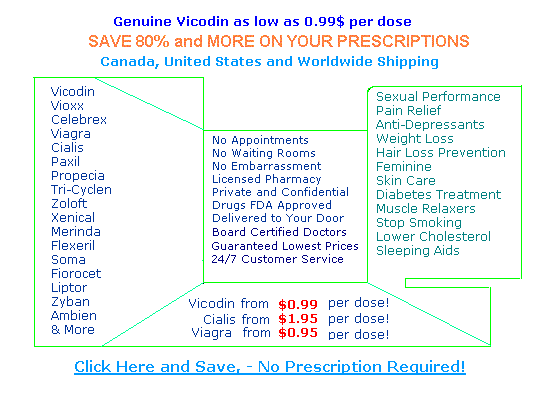 Genuine Vicodin as low as 0.99$ per dose
SAVE 80% and MORE ON YOUR PRESCRIPTIONS
Canada, United States and Worldwide Shipping
Vicodin
Vioxx
Celebrex
Viagra
Cialis
Paxil
Propecia
Tri-Cyclen
Zoloft
Xenical
Merinda
Flexeril
Soma
Fiorocet
Liptor
Zyban
Ambien
& More
No Appointments
No Waiting Rooms
No Embarrassment
Licensed Pharmacy
Private and Confidential
Drugs FDA Approved
Delivered to Your Door
Board Certified Doctors
Guaranteed Lowest Prices
24/7 Customer Service
Sexual Performance
Pain Relief
Anti-Depressants
Weight Loss
Hair Loss Prevention
Feminine
Skin Care
Diabetes Treatment
Muscle Relaxers
Stop Smoking
Lower Cholesterol
Sleeping Aids
Vicodin from $0.99 per dose!
Cialis from $1.95 per dose!
Viagra from $0.95 per dose!
Click Here and Save, - No Prescription Required!